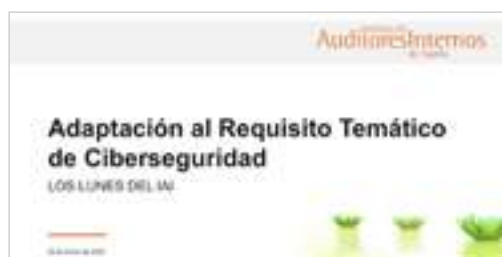 AuditoresInternos
Adaptación al Requisito Temático
de Ciberseguridad
LOS LUNES DEL IAI